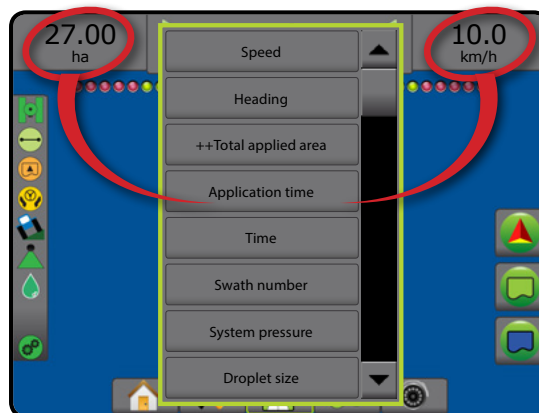 27.00
ha
10.0
km/h
Speed
Heading
++Total applied area
Application time
Time
Swath number
System pressure
Droplet size